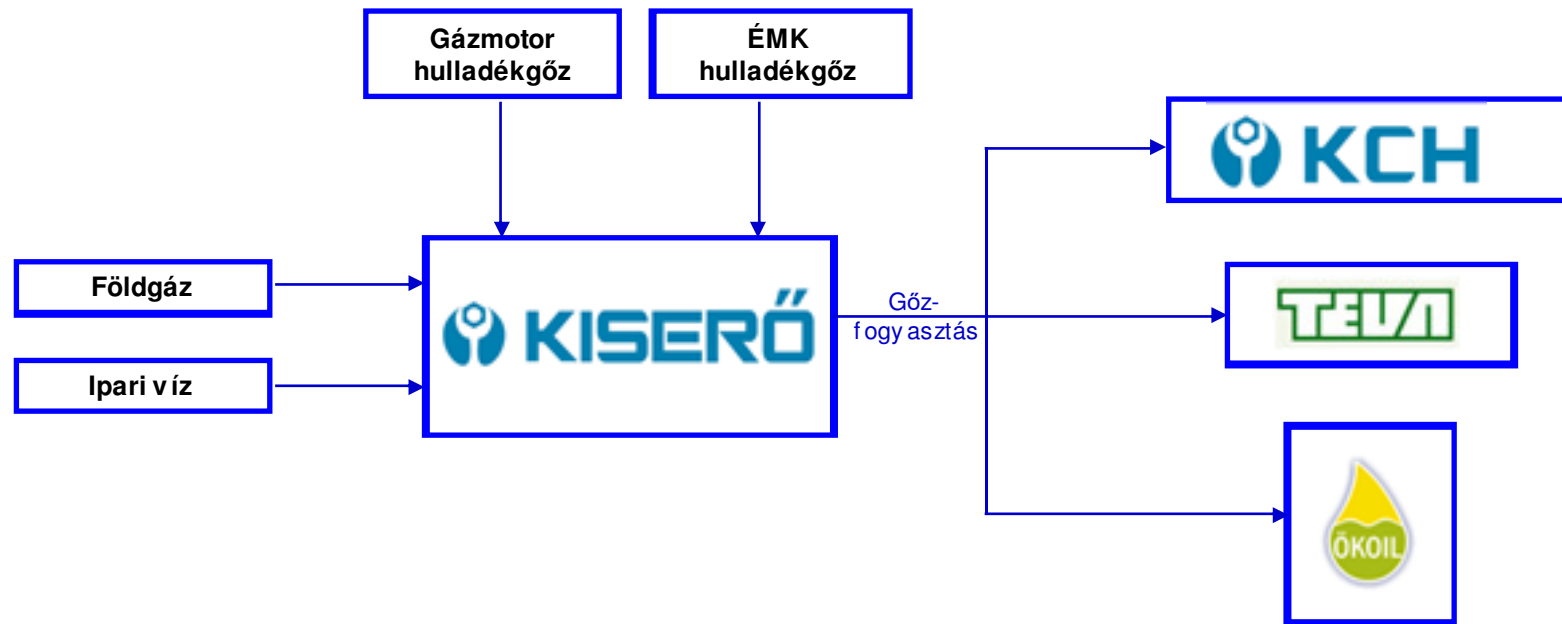 Gázmotor
hulladékgőz
ÉMK
hulladékgőz
KCH
Földgáz
KISERŐ
Gőz-
fogyasztás
TEVA
Ipari víz
ÖKOIL